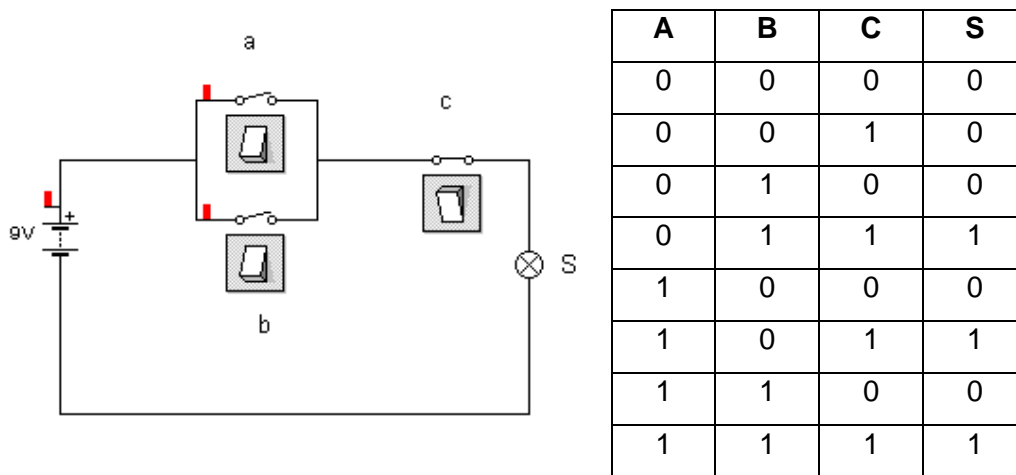 a
c
+
9V
S
b
A B C S
0 0 0 0
0 0 1 0
0 1 0 0
0 1 1 1
1 0 0 0
1 0 1 1
1 1 0 0
1 1 1 1